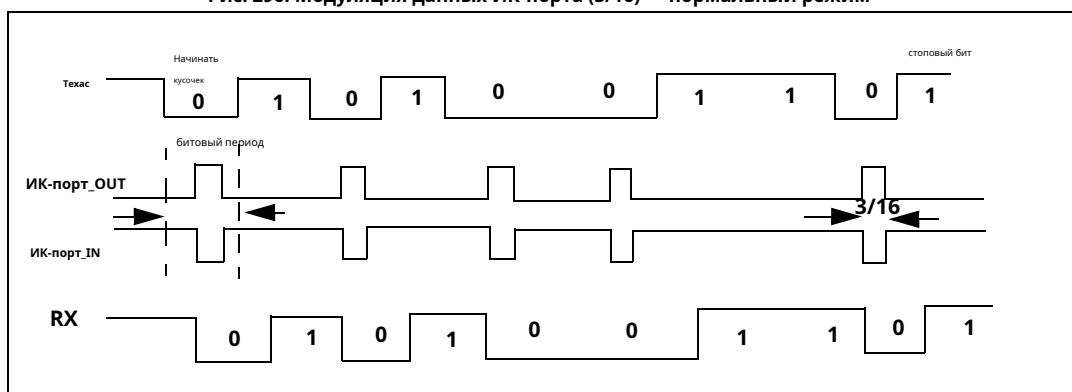 Рис. 296. Модуляция данных ИК-порта (3/16) — нормальный режим
Начинать
стоповый бит
Техас
кусочек
0 1 0 1 0 0 1 1 0 1
битовый период
ИК-порт_OUT
3/16
ИК-порт_IN
RX
0 1 0 1 0 0 1 1 0 1